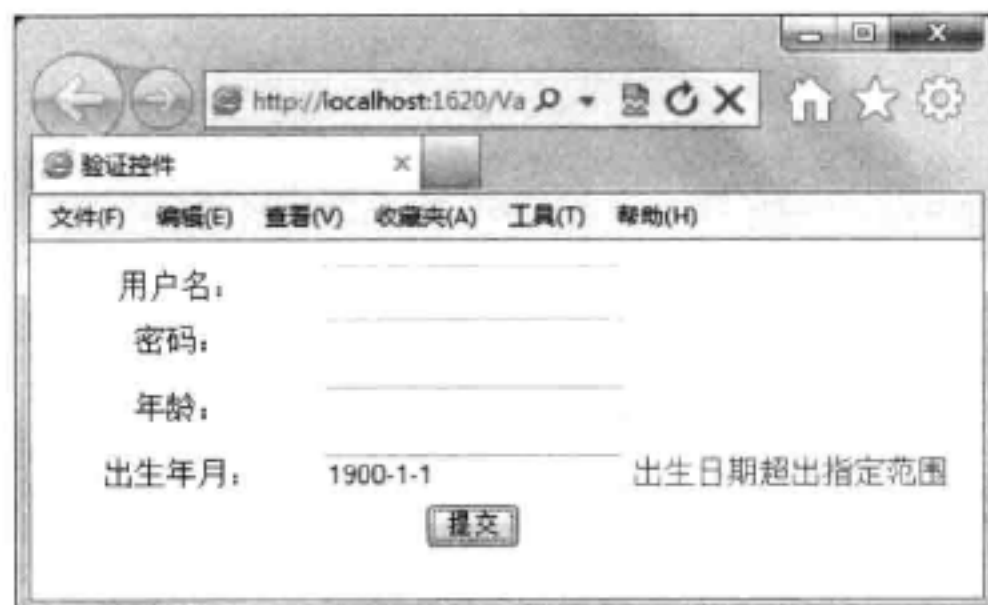 http://localhost:1620/Va
验证控件
文件(F) 编辑(E) 查看(V) 收藏夹(A) 工具(T) 帮助(H)
用户名：
密码：
年龄：
出生年月： 1900-1-1 出生日期超出指定范围
提交